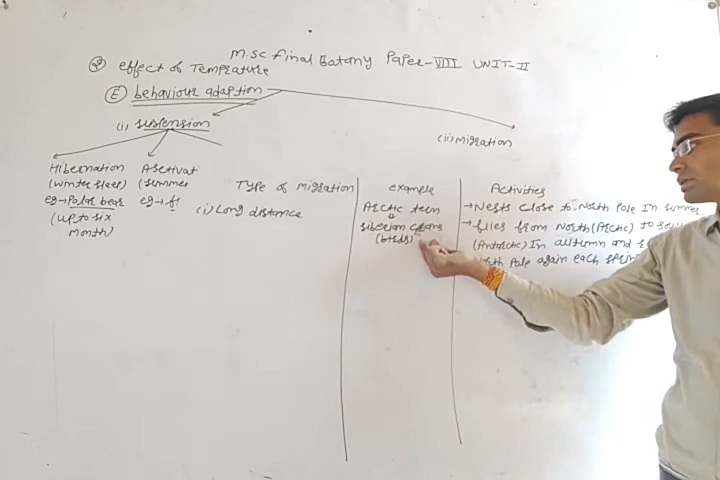 M.Sc final Botany Paper-VIII UNIT-II
② effect of Temperature
Ⓔ behaviour adaption
(i) suspension
(ii) Migration
Hibernation
(winter sleep)
eg→ Polar bear
(up to six
month)
Aestivat
(summer
eg→
Type of migration
(i) Long distance
example
Arctic teen
Siberian crans
(birds)
Activities
→ Nests close to North Pole In summer
→ flies from North (Arctic) to
(Antarctic) In autumn and
Pole again each